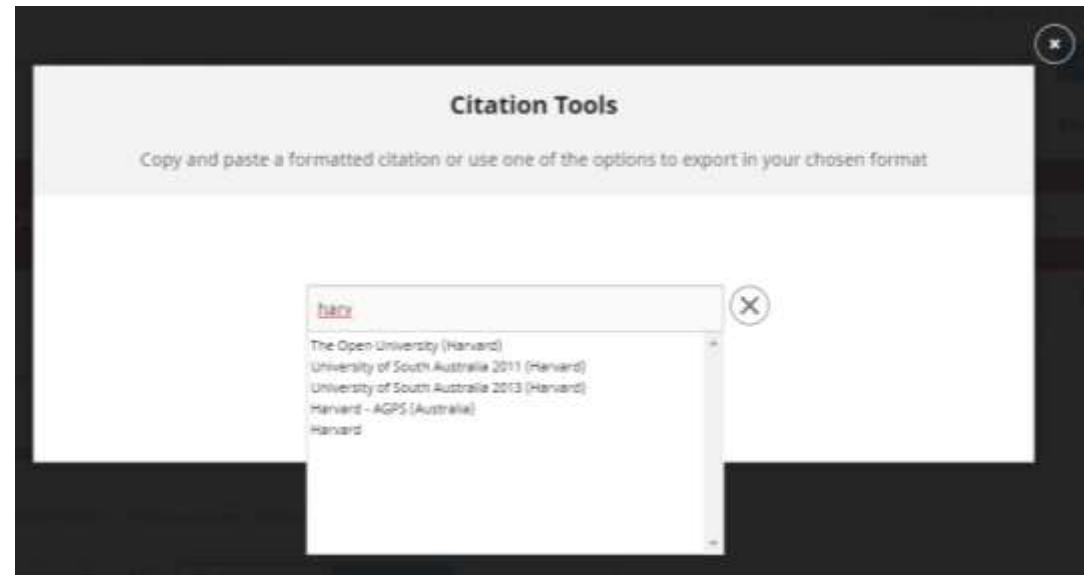 Citation Tools
Copy and paste a formatted citation or use one of the options to export in your chosen format
harv
The Open University (Harvard)
University of South Australia 2011 (Harvard)
University of South Australia 2013 (Harvard)
Harvard - AGPS (Australia)
Harvard